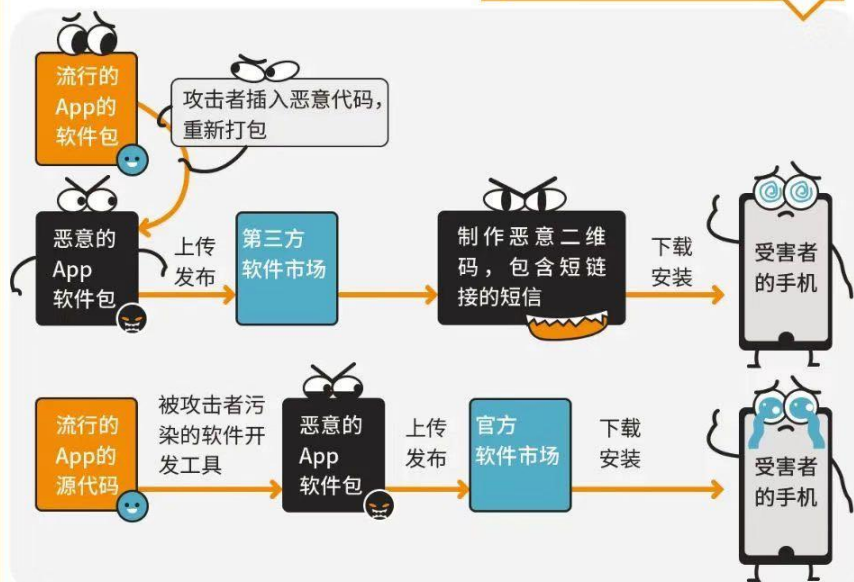 流行的
App的
软件包
攻击者插入恶意代码，
重新打包
恶意的
App
软件包
上传
发布
第三方
软件市场
制作恶意二维
码，包含短链
接的短信
下载
安装
受害者
的手机
流行的
App的
源代码
被攻击者污
染的软件开
发工具
恶意的
App
软件包
上传
发布
官方
软件市场
下载
安装
受害者
的手机